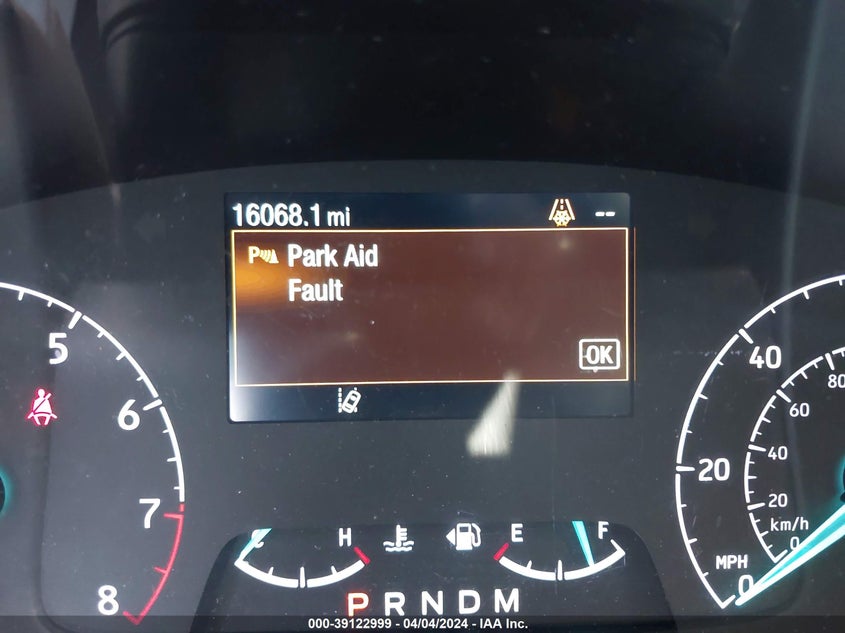 16068.1 mi --
P Park Aid
Fault
OK
5
6
7
8
40
20
0
MPH
80
60
40
20
0
km/h
C H
E F
P R N D M
000-39122999 - 04/04/2024 - IAA Inc.